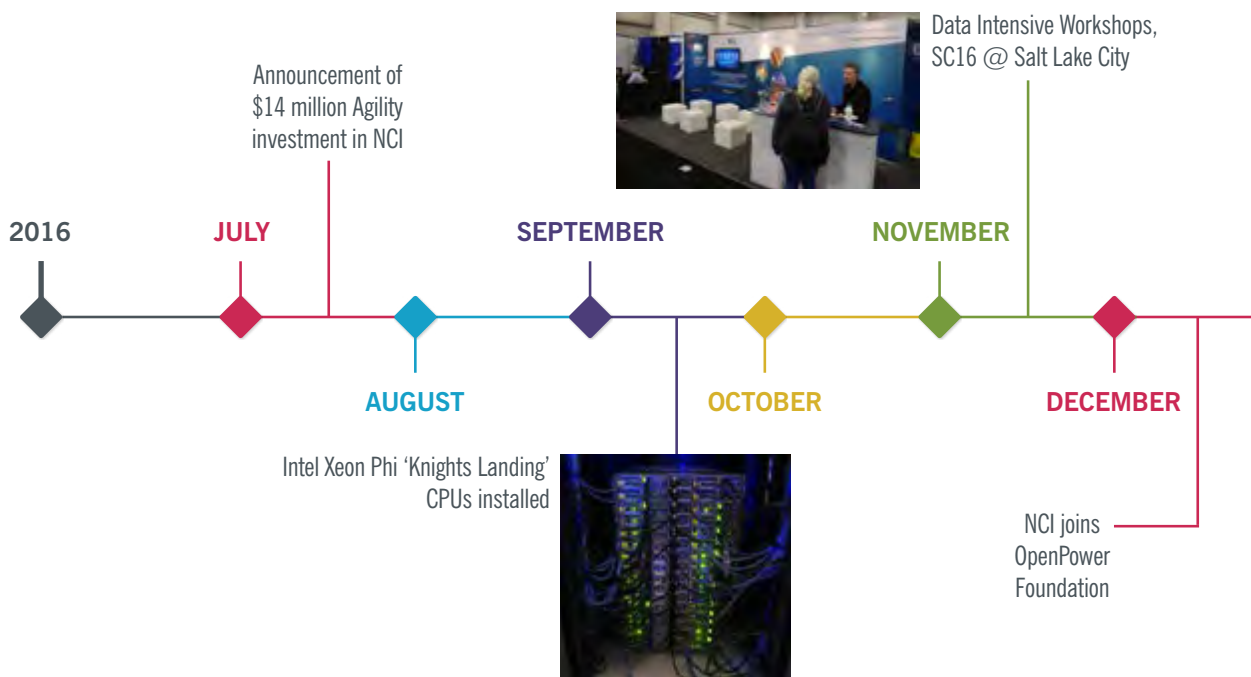 Data Intensive Workshops,
SC16 @ Salt Lake City
Announcement of
$14 million Agility
investment in NCI
2016
JULY
SEPTEMBER
NOVEMBER
AUGUST
OCTOBER
DECEMBER
Intel Xeon Phi ‘Knights Landing’
CPUs installed
NCI joins
OpenPower
Foundation